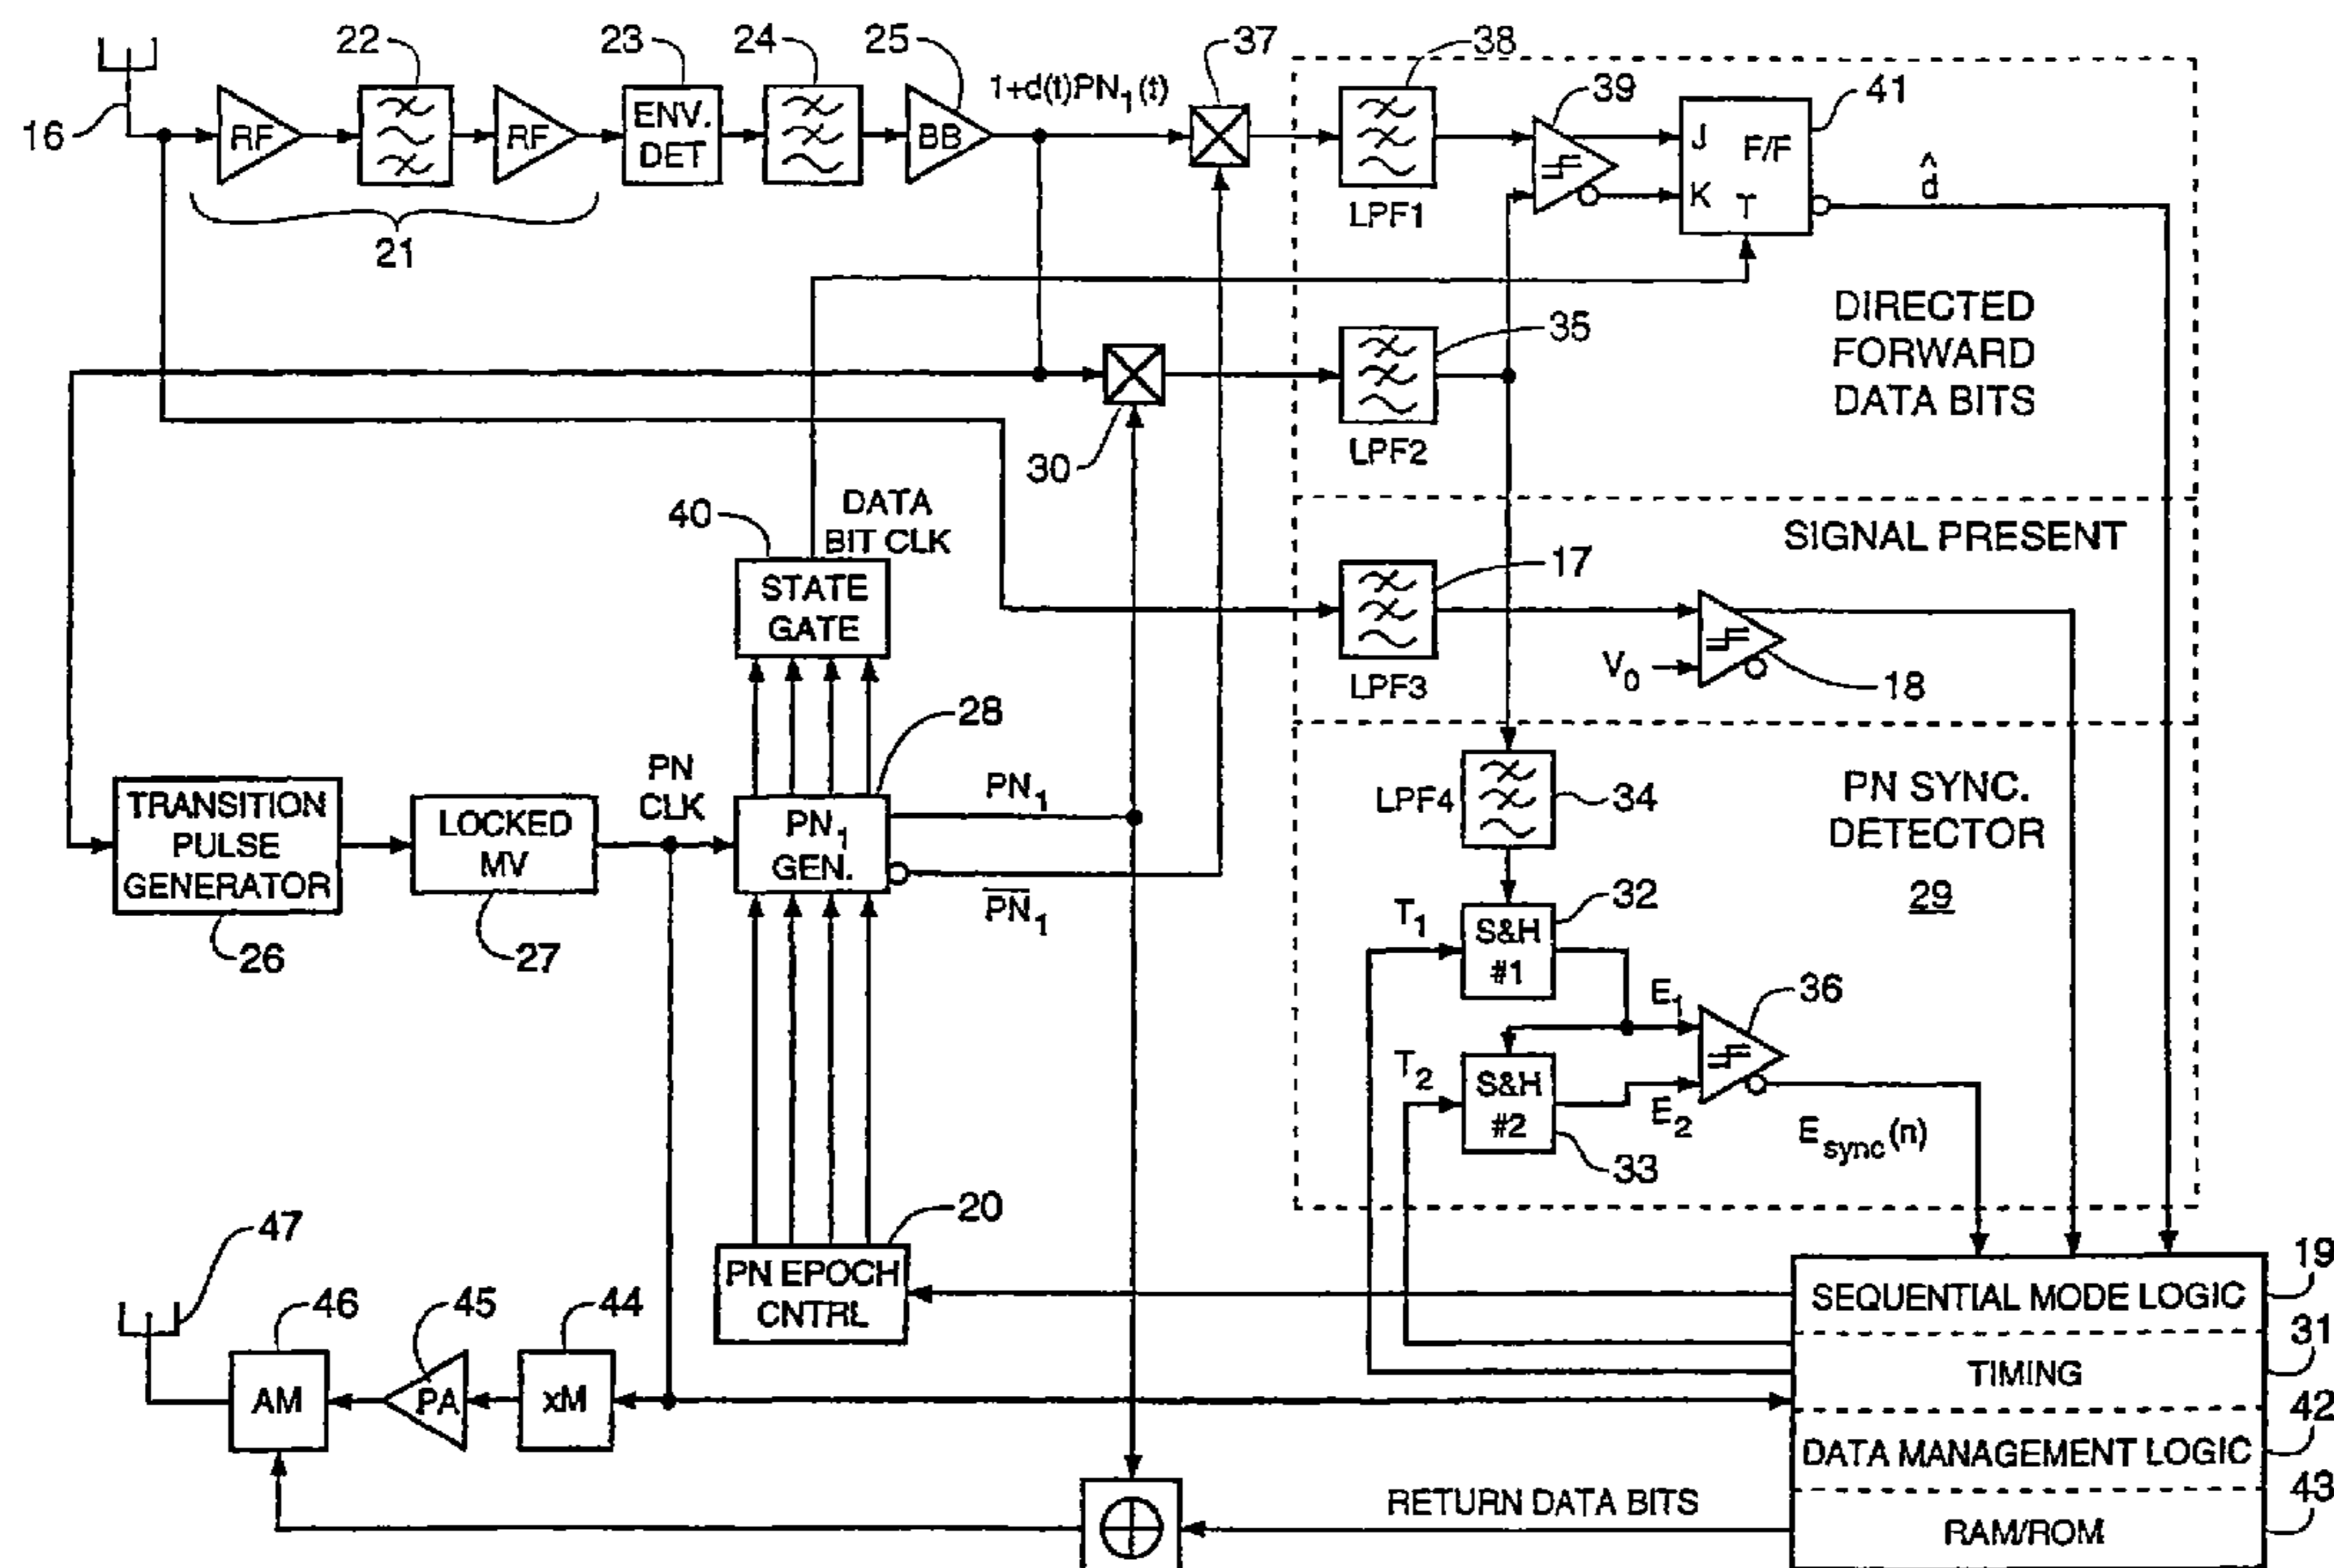 22
23
24
25
37
38
39
41
16
RF
RF
ENV.
DET
BB
1+d(t)PN₁(t)
LPF1
J
K
T
F/F
d̂
21
35
DIRECTED
FORWARD
DATA BITS
30
LPF2
40
DATA
BIT CLK
STATE
GATE
SIGNAL PRESENT
17
LPF3
V₀
18
28
PN
CLK
TRANSITION
PULSE
GENERATOR
LOCKED
MV
PN₁
GEN.
PN₁
P̅N̅₁
26
27
LPF4
34
PN SYNC.
DETECTOR
29
T₁
S&H
#1
32
E₁
36
T₂
S&H
#2
E₂
33
Eₛᵧₙ꜀(n)
20
PN EPOCH
CNTRL
47
46
45
44
AM
PA
xM
SEQUENTIAL MODE LOGIC
19
TIMING
31
DATA MANAGEMENT LOGIC
42
RAM/ROM
43
RETURN DATA BITS